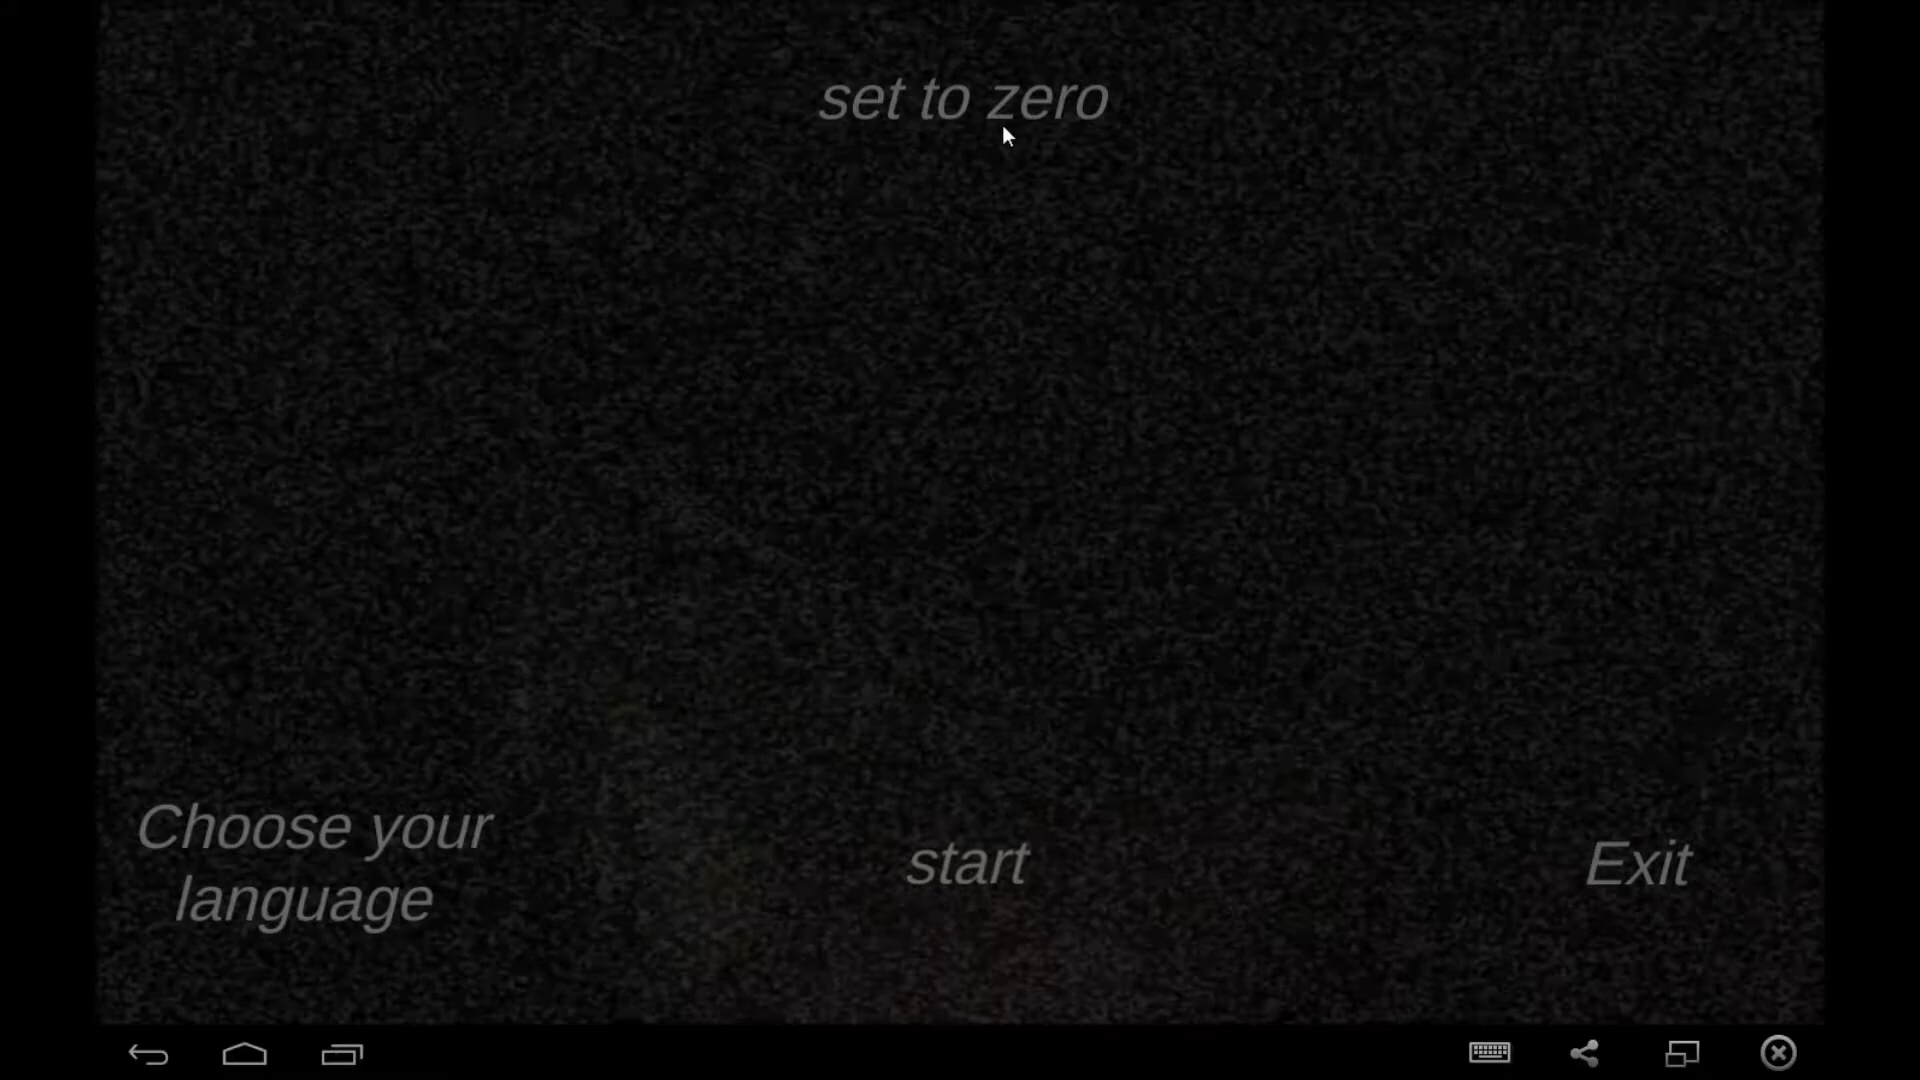 set to zero
Choose your
language
start
Exit